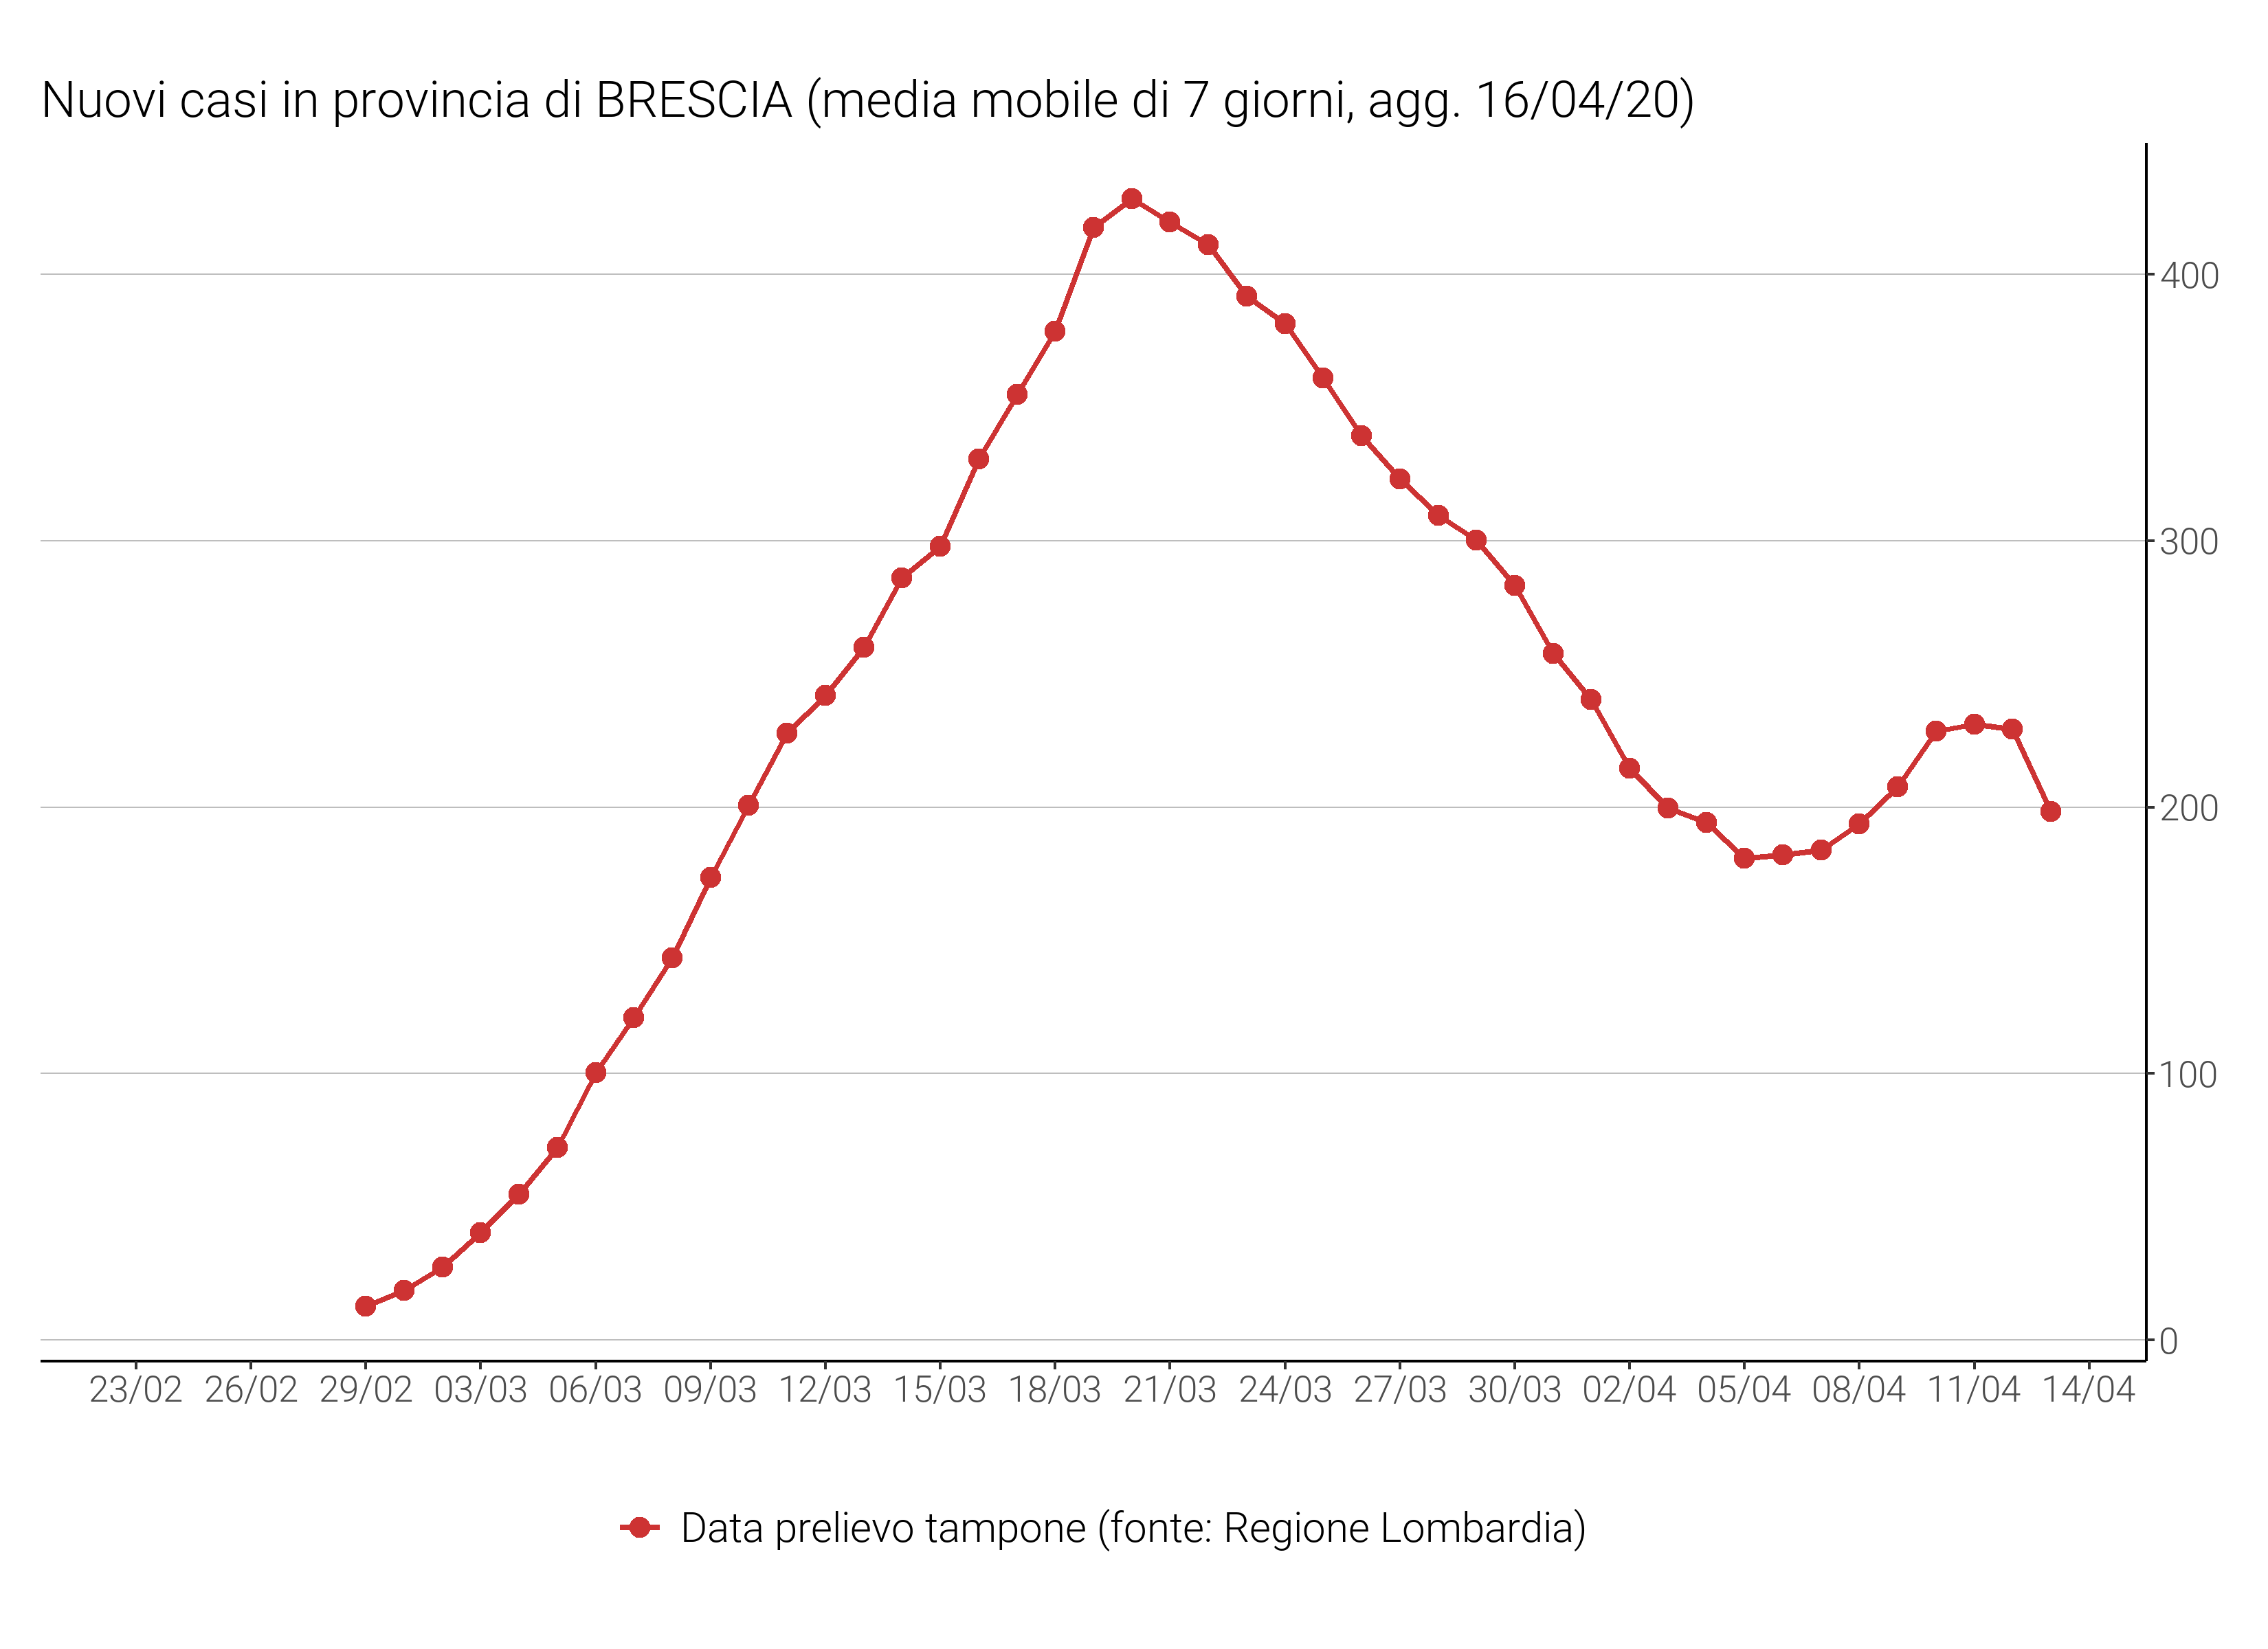 Nuovi casi in provincia di BRESCIA (media mobile di 7 giorni, agg. 16/04/20)
400
300
200
100
0
23/02 26/02 29/02 03/03 06/03 09/03 12/03 15/03 18/03 21/03 24/03 27/03 30/03 02/04 05/04 08/04 11/04 14/04
Data prelievo tampone (fonte: Regione Lombardia)